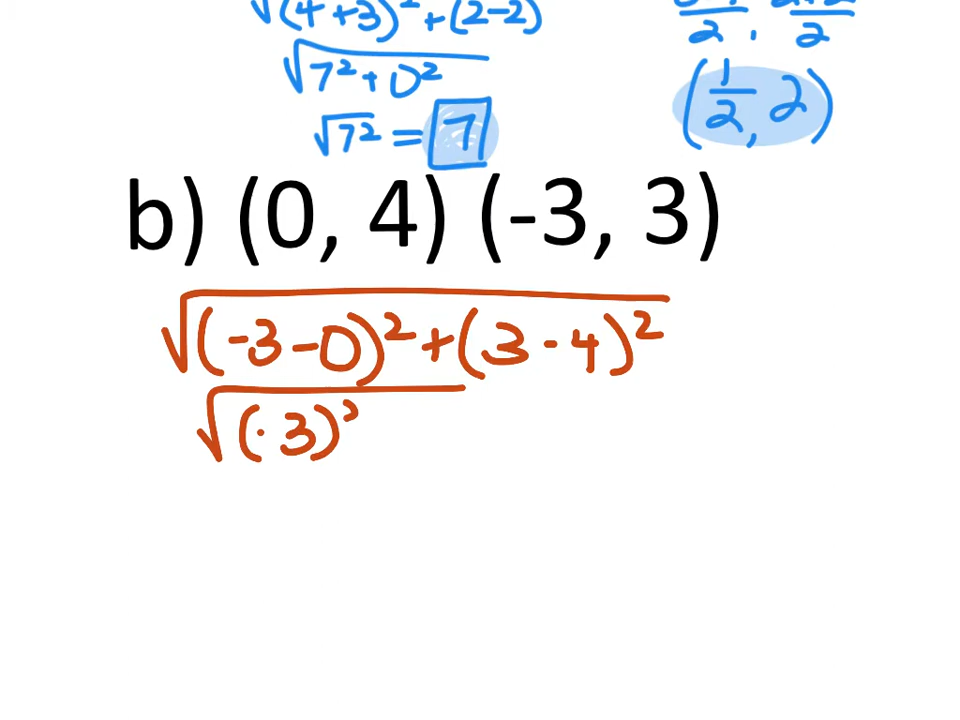 √(4+3)²+(2-2)
√7²+0²
√7² = 7
2 , 2
(1/2, 2)
b) (0, 4) (-3, 3)
√(-3-0)²+(3-4)²
√(-3)²